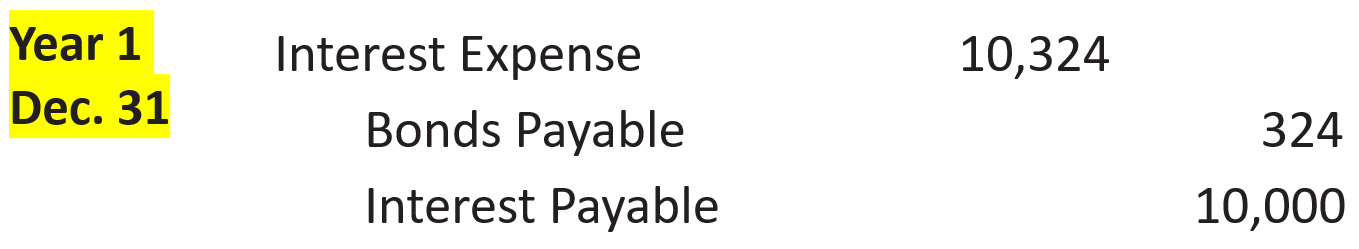 Year 1 Interest Expense 10,324
Dec. 31
Bonds Payable 324
Interest Payable 10,000